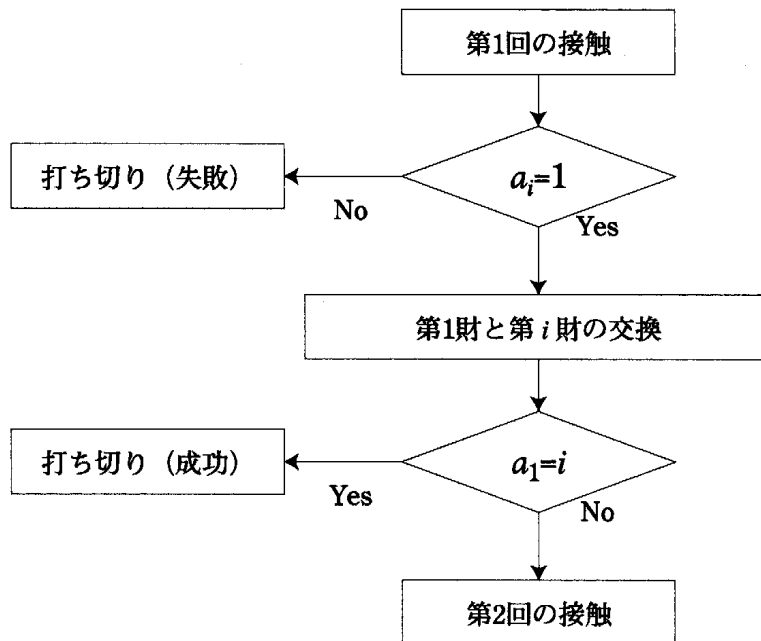 第1回の接触
打ち切り（失敗）
a_i=1
No
Yes
第1財と第 i 財の交換
打ち切り（成功）
a_1=i
Yes
No
第2回の接触